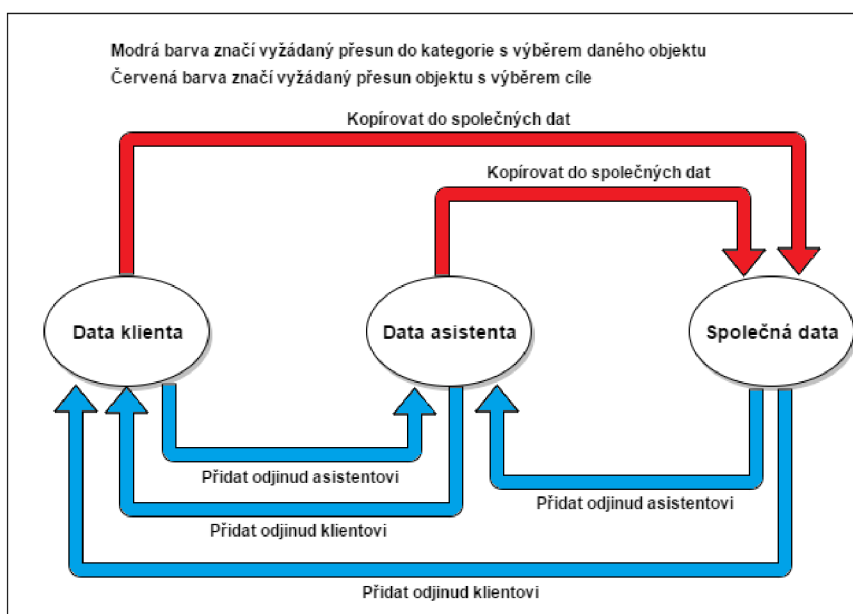 Modrá barva značí vyžádaný přesun do kategorie s výběrem daného objektu
Červená barva značí vyžádaný přesun objektu s výběrem cíle
Kopírovat do společných dat
Kopírovat do společných dat
Data klienta
Data asistenta
Společná data
Přidat odjinud asistentovi
Přidat odjinud asistentovi
Přidat odjinud klientovi
Přidat odjinud klientovi